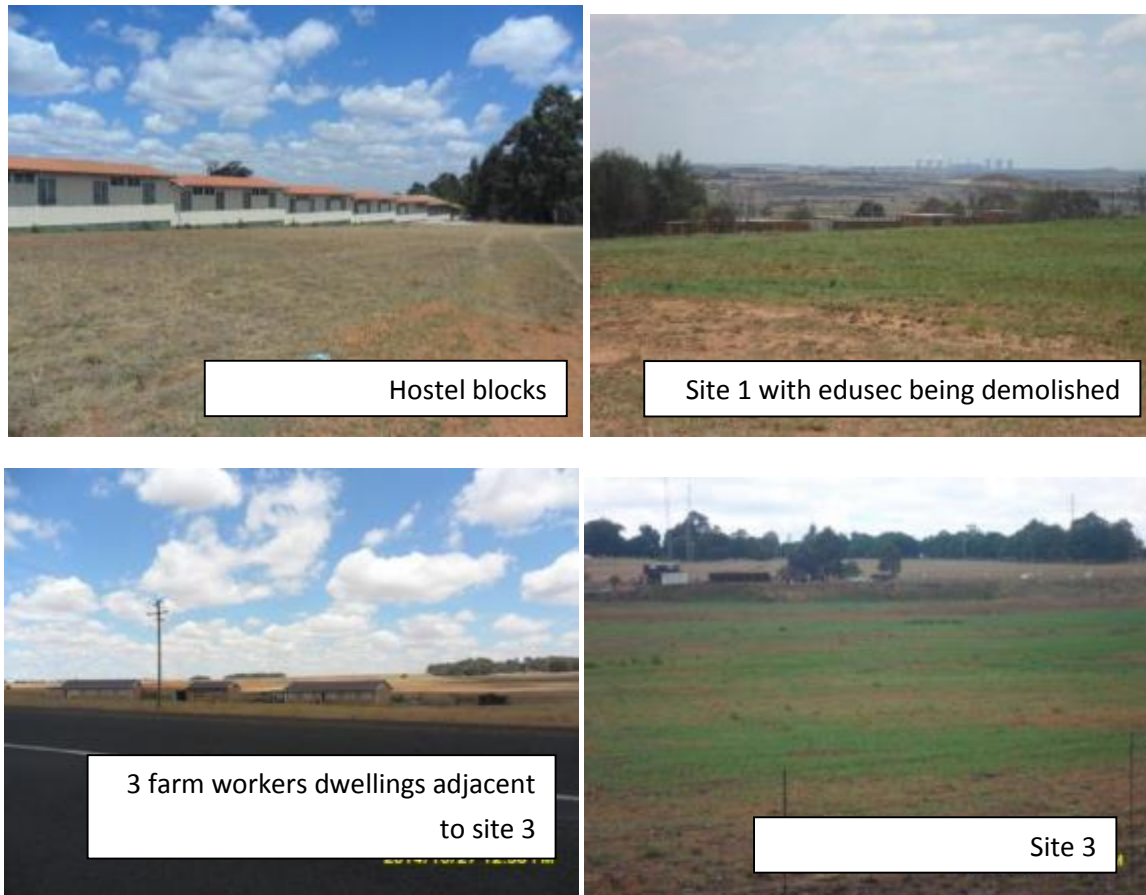 Hostel blocks
Site 1 with edusec being demolished
3 farm workers dwellings adjacent
to site 3
Site 3